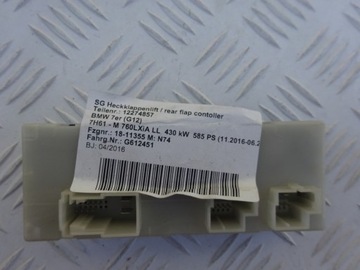 SG Heckklappenlift / rear flap contoller
Teilenr.: 12274857
BMW 7er (G12)
7H61 - M 760LXiA LL 430 kW 585 PS (11.2016-06.2
Fzgnr.: 18-11355 M: N74
Fahrg.Nr.: G612451
BJ: 04/2016